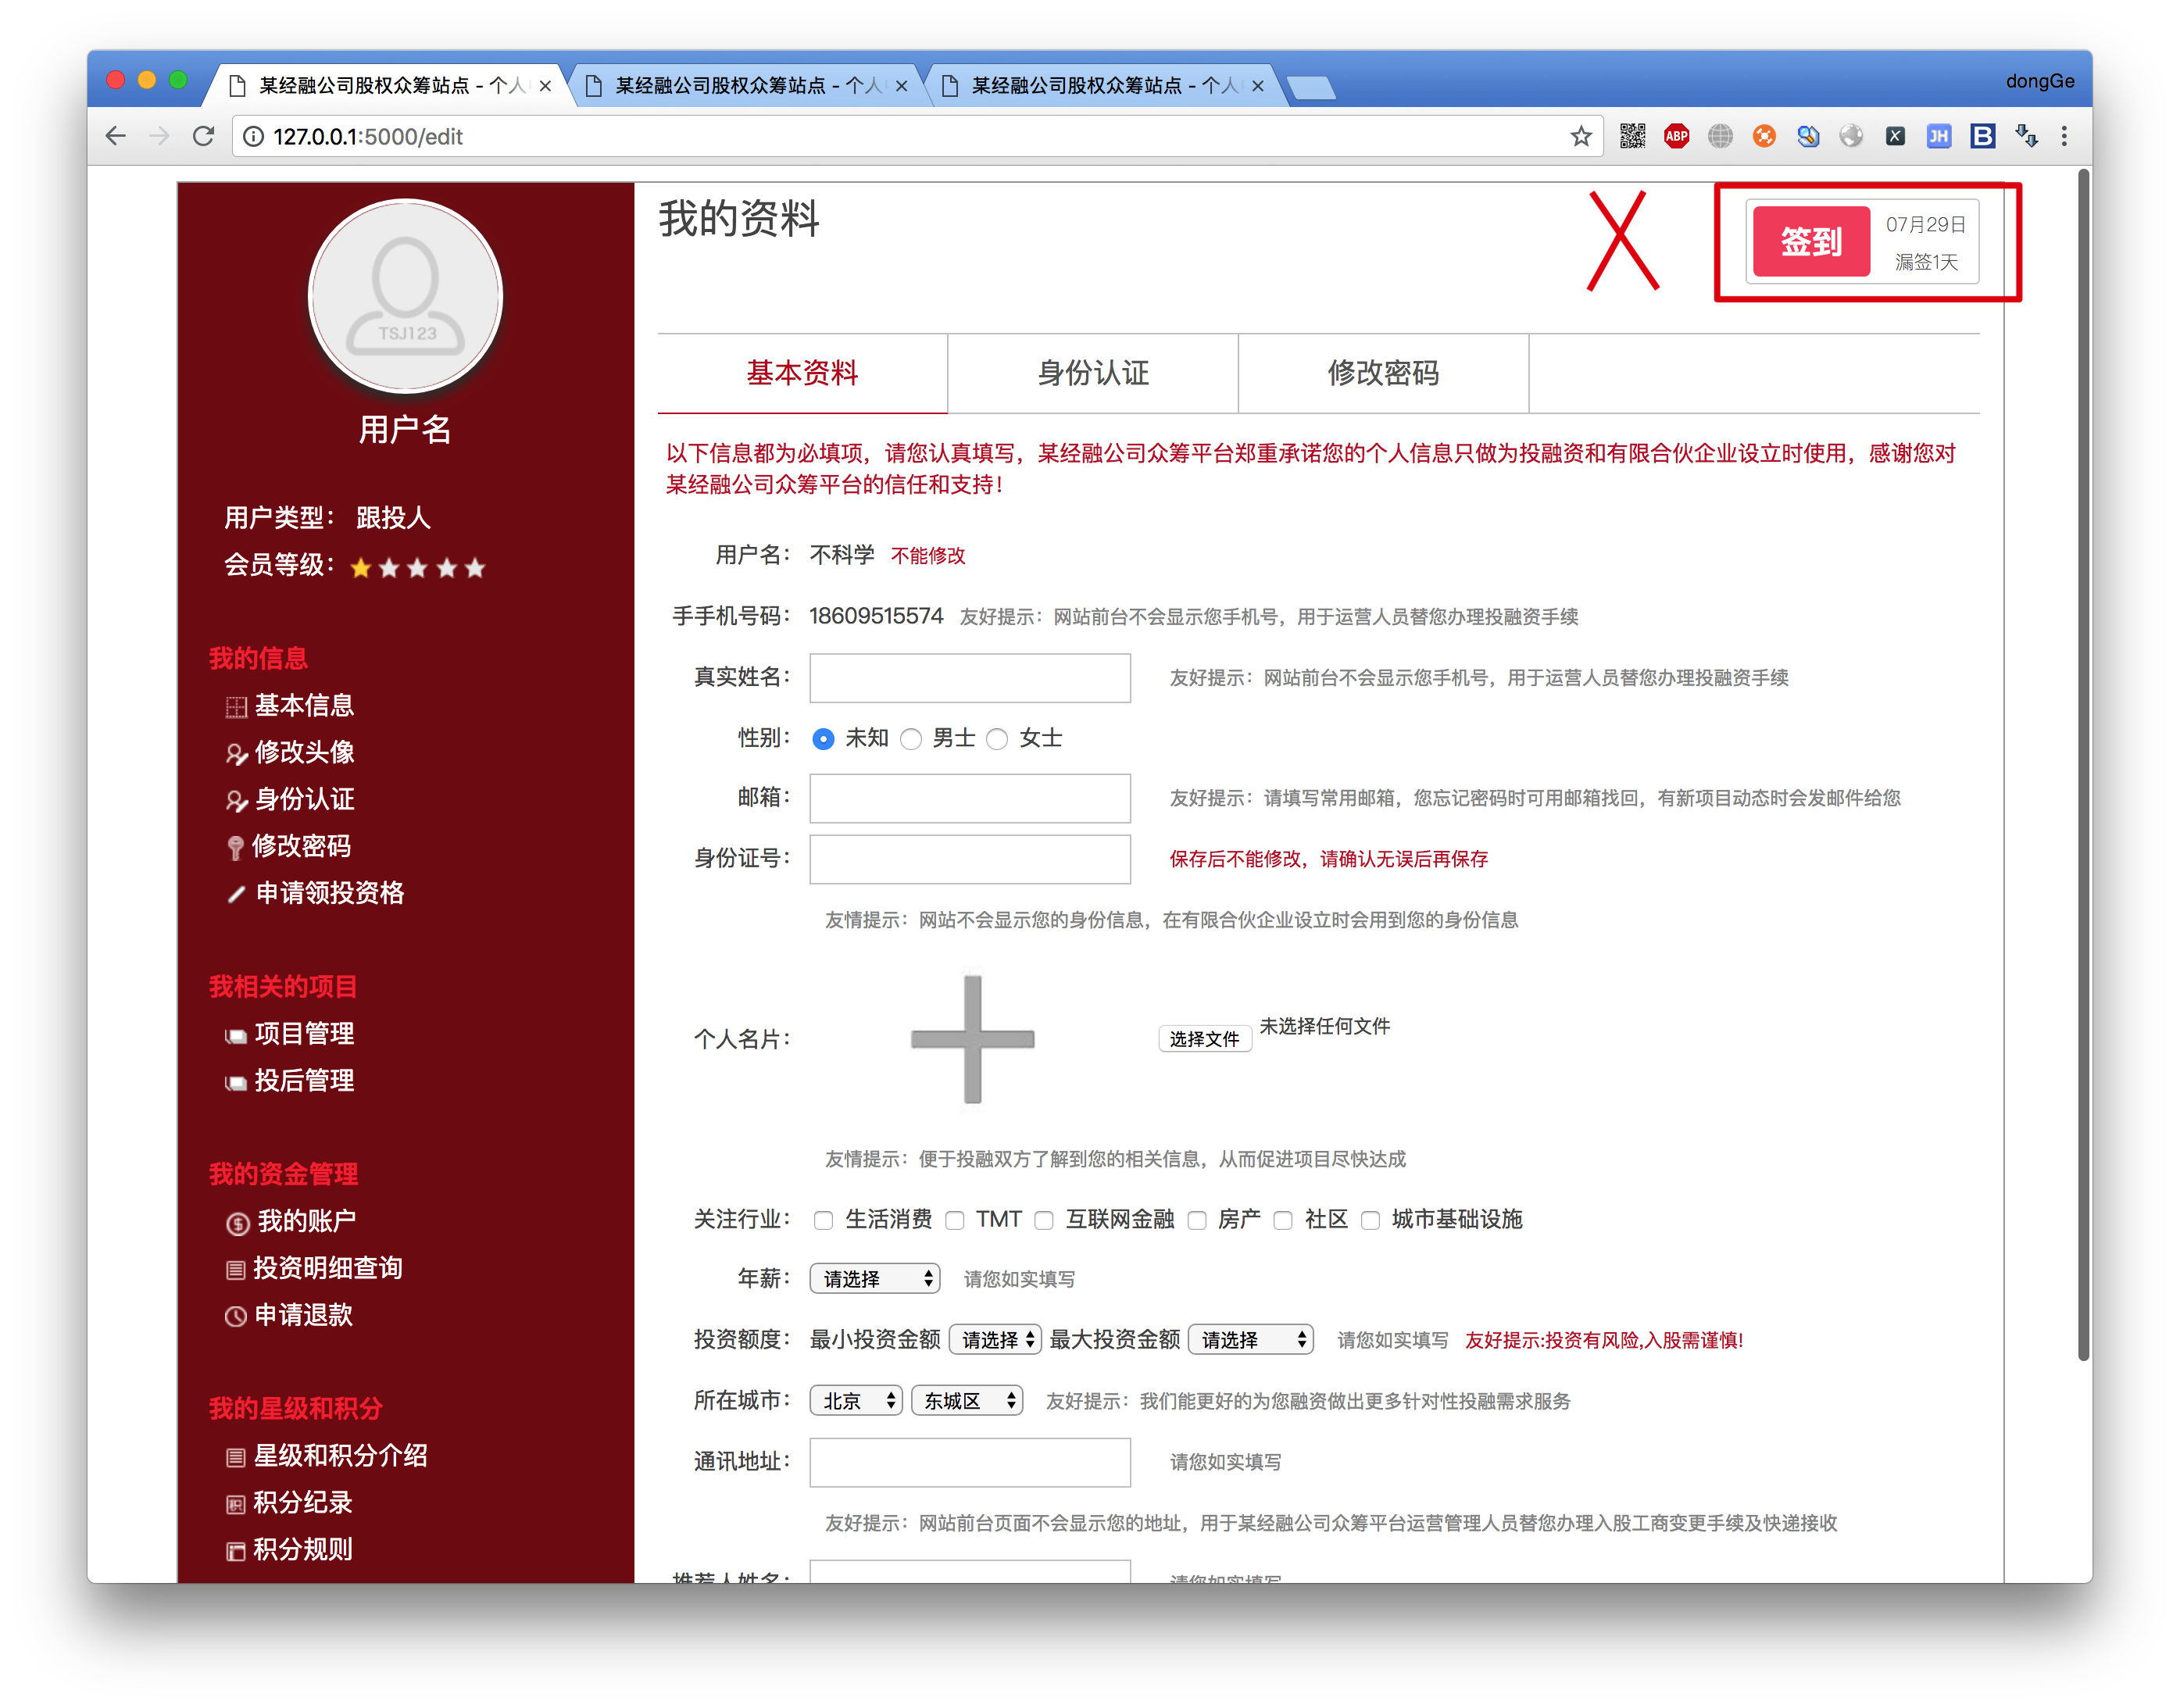 某经融公司股权众筹站点 - 个人
某经融公司股权众筹站点 - 个人
某经融公司股权众筹站点 - 个人
dongGe
127.0.0.1:5000/edit
ABP
X
JH
B
TSJ123
用户名
用户类型： 跟投人
会员等级：
我的信息
基本信息
修改头像
身份认证
修改密码
申请领投资格
我相关的项目
项目管理
投后管理
我的资金管理
我的账户
投资明细查询
申请退款
我的星级和积分
星级和积分介绍
积分纪录
积分规则
我的资料
签到
07月29日
漏签1天
基本资料
身份认证
修改密码
以下信息都为必填项，请您认真填写，某经融公司众筹平台郑重承诺您的个人信息只做为投融资和有限合伙企业设立时使用，感谢您对
某经融公司众筹平台的信任和支持！
用户名： 不科学 不能修改
手手机号码： 18609515574 友好提示：网站前台不会显示您手机号，用于运营人员替您办理投融资手续
真实姓名： 友好提示：网站前台不会显示您手机号，用于运营人员替您办理投融资手续
性别： 未知 男士 女士
邮箱： 友好提示：请填写常用邮箱，您忘记密码时可用邮箱找回，有新项目动态时会发邮件给您
身份证号： 保存后不能修改，请确认无误后再保存
友情提示：网站不会显示您的身份信息，在有限合伙企业设立时会用到您的身份信息
个人名片： 选择文件 未选择任何文件
友情提示：便于投融双方了解到您的相关信息，从而促进项目尽快达成
关注行业： 生活消费 TMT 互联网金融 房产 社区 城市基础设施
年薪： 请选择 请您如实填写
投资额度： 最小投资金额 请选择 最大投资金额 请选择 请您如实填写 友好提示:投资有风险,入股需谨慎!
所在城市： 北京 东城区 友好提示：我们能更好的为您融资做出更多针对性投融需求服务
通讯地址： 请您如实填写
友好提示：网站前台页面不会显示您的地址，用于某经融公司众筹平台运营管理人员替您办理入股工商变更手续及快递接收
推荐人姓名： 请您如实填写